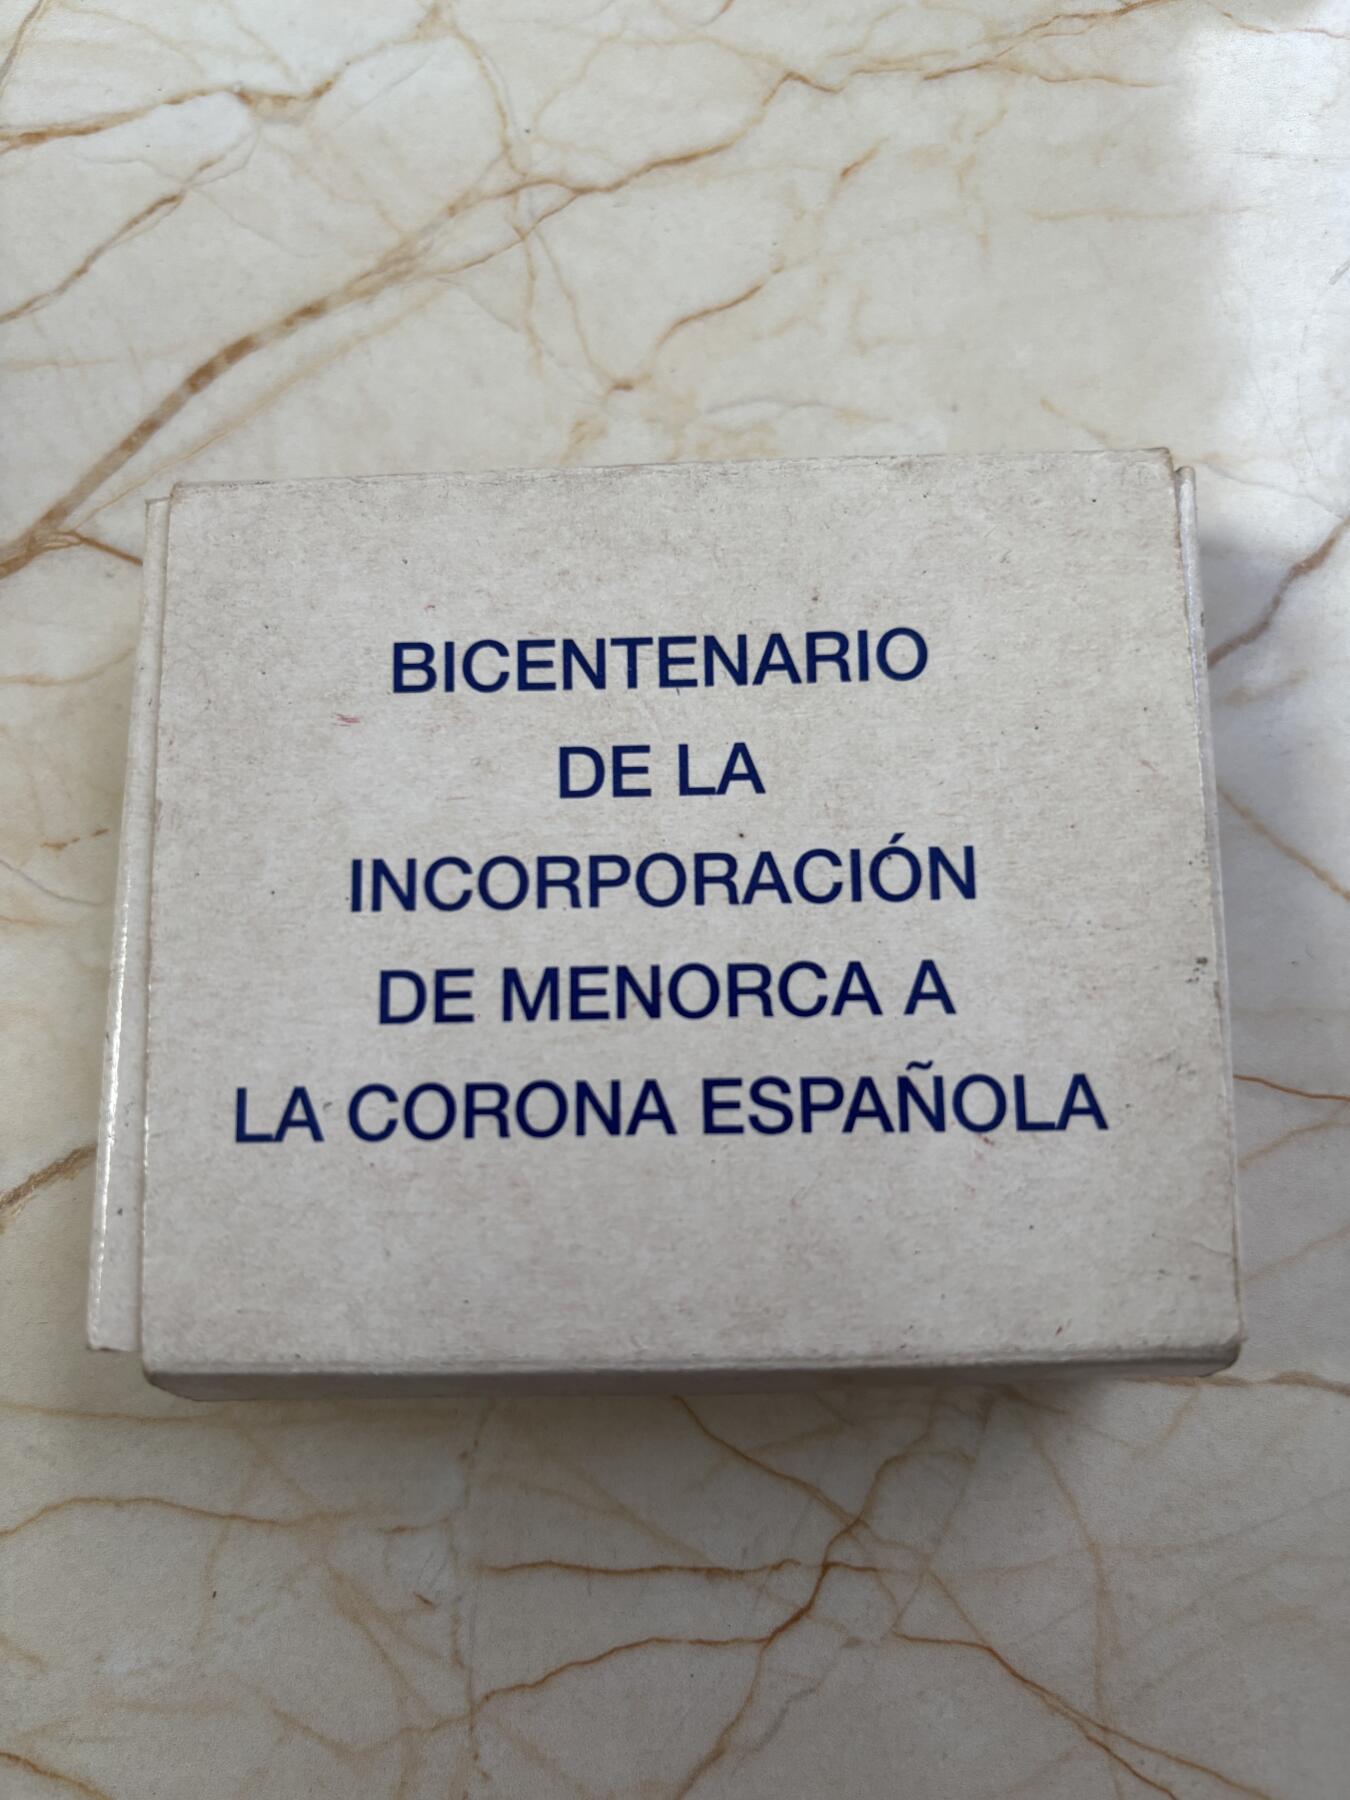 BICENTENARIO
DE LA
INCORPORACIÓN
DE MENORCA A
LA CORONA ESPAÑOLA